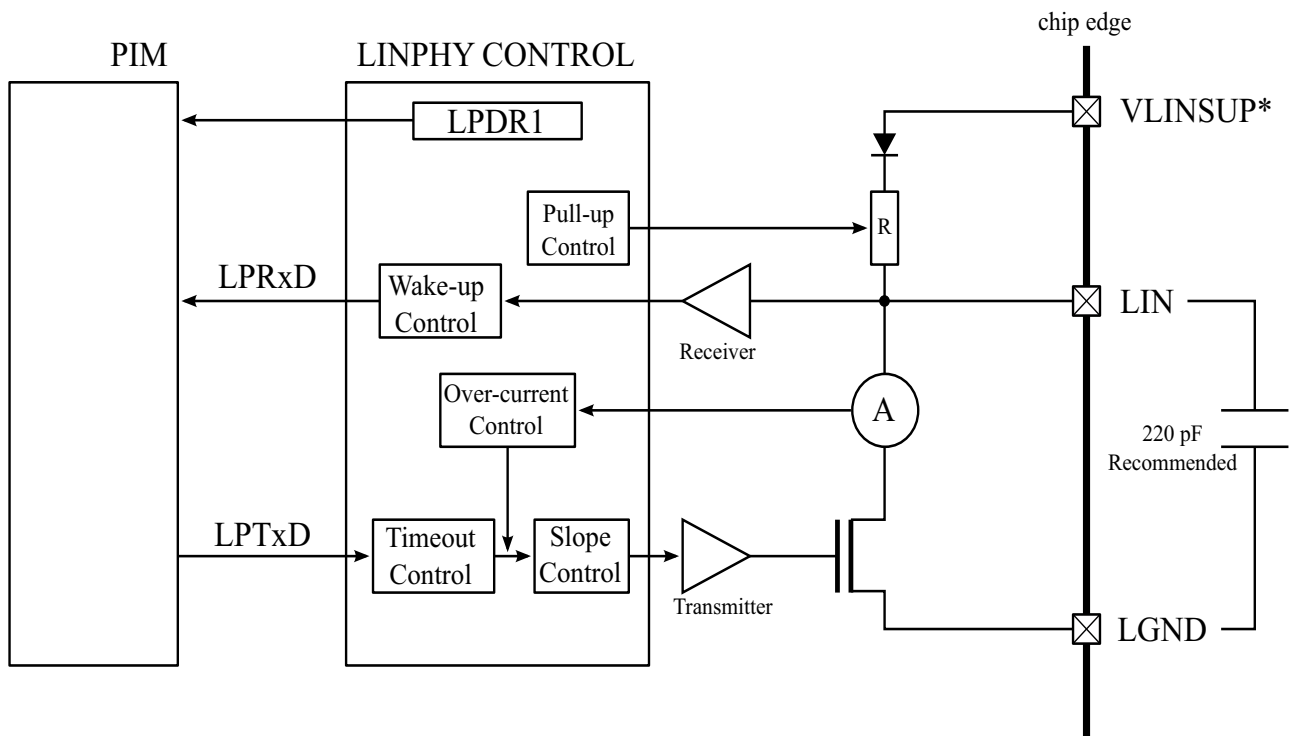 chip edge
PIM
LINPHY CONTROL
LPDR1
VLINSUP*
Pull-up
Control
R
LPRxD
Wake-up
Control
Receiver
LIN
Over-current
Control
A
220 pF
Recommended
LPTxD
Timeout
Control
Slope
Control
Transmitter
LGND